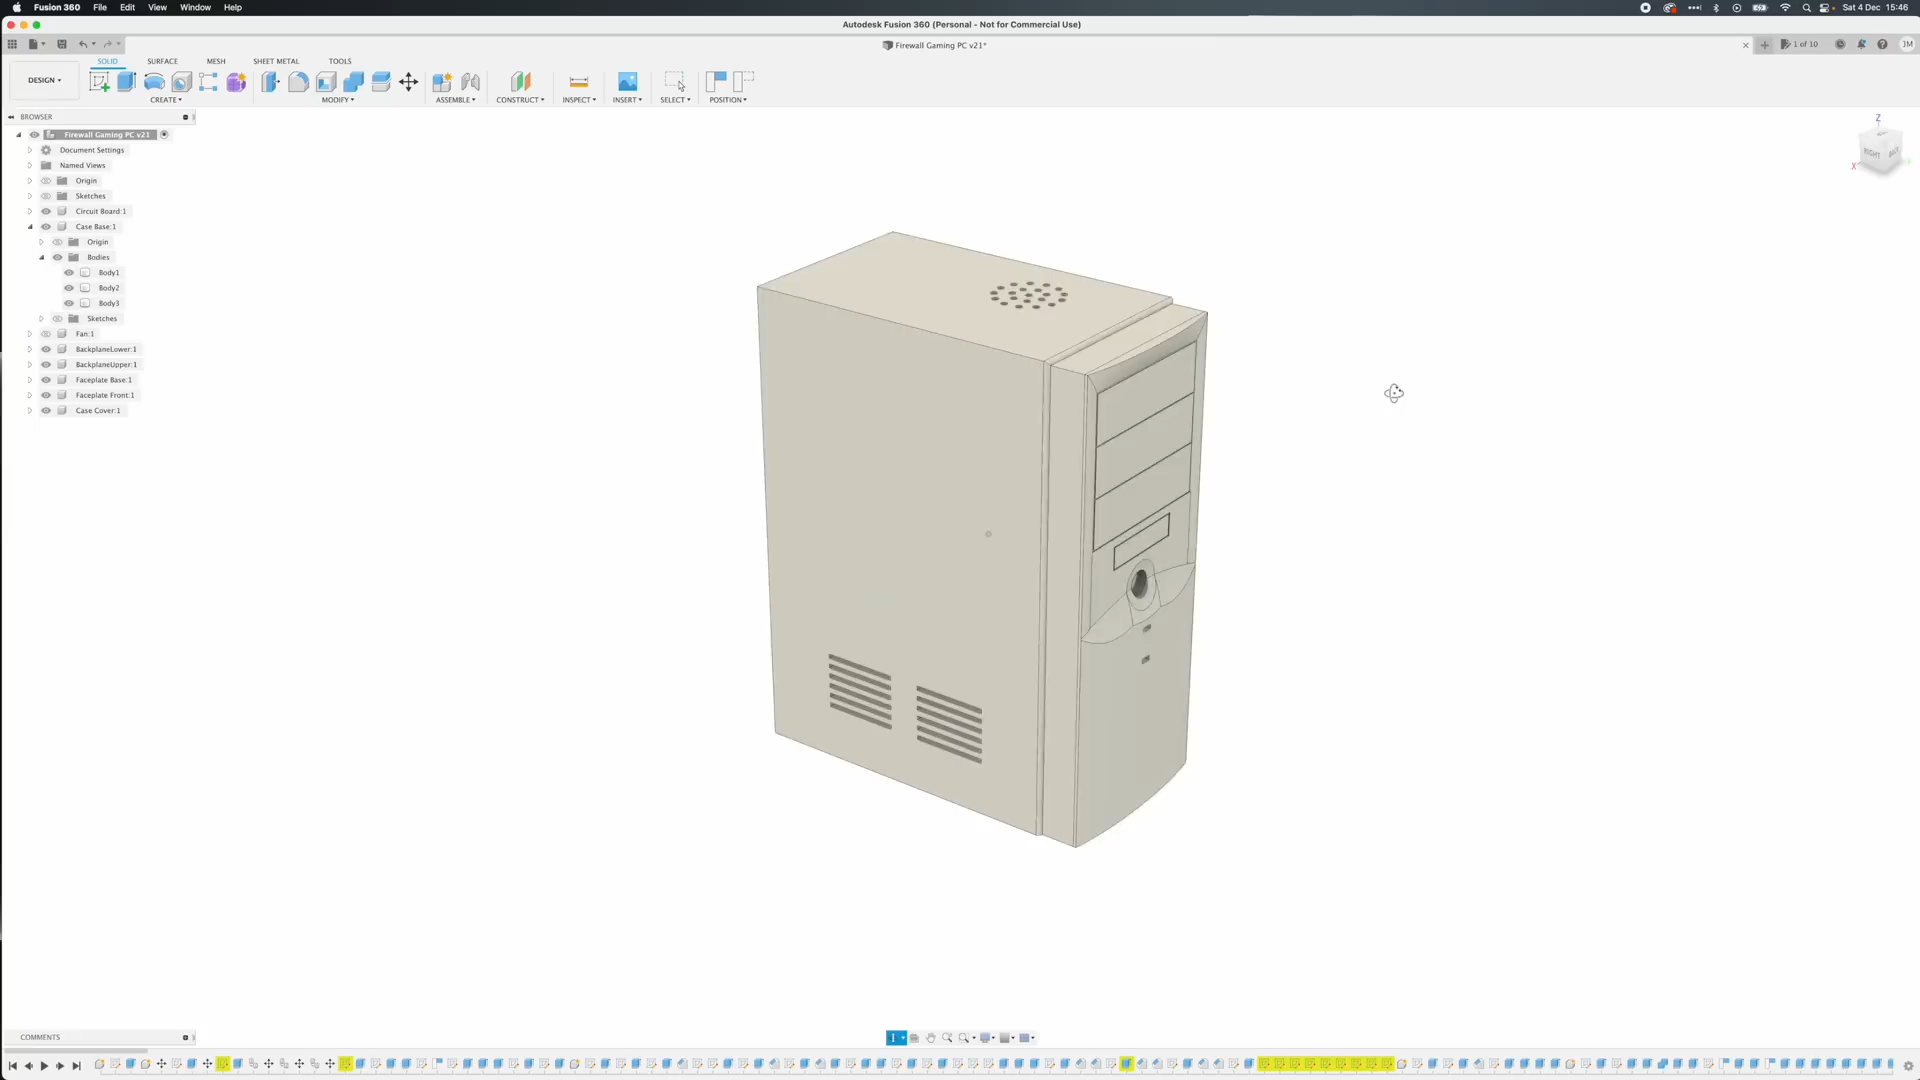 Fusion 360 File Edit View Window Help Sat 4 Dec 15:46
Autodesk Fusion 360 (Personal - Not for Commercial Use)
Firewall Gaming PC v21* 1 of 10 JM
SOLID SURFACE MESH SHEET METAL TOOLS
DESIGN
CREATE MODIFY ASSEMBLE CONSTRUCT INSPECT INSERT SELECT POSITION
BROWSER
Firewall Gaming PC v21
Document Settings
Named Views
Origin
Sketches
Circuit Board:1
Case Base:1
Origin
Bodies
Body1
Body2
Body3
Sketches
Fan:1
BackplaneLower:1
BackplaneUpper:1
Faceplate Base:1
Faceplate Front:1
Case Cover:1
Z
RIGHT
X
COMMENTS